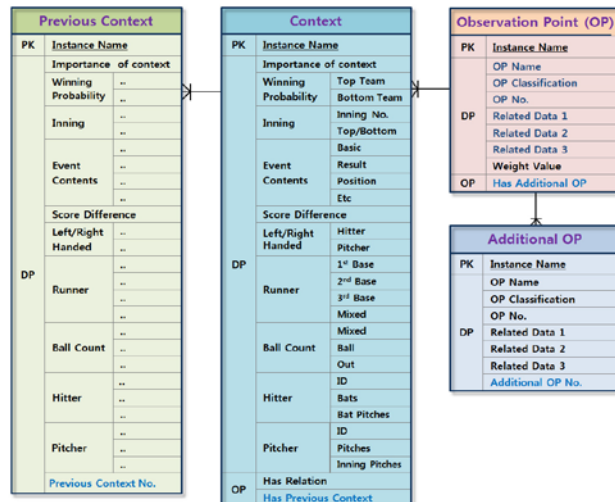 Previous Context
PK Instance Name
Importance of context
Winning ..
Probability ..
Inning ..
..
Event ..
Contents ..
..
..
Score Difference
Left/Right ..
Handed ..
DP
Runner ..
..
..
..
Ball Count ..
..
..
Hitter ..
..
..
Pitcher ..
..
..
Previous Context No.
Context
PK Instance Name
Importance of context
Winning Top Team
Probability Bottom Team
Inning Inning No.
Top/Bottom
Event Basic
Contents Result
Position
Etc
Score Difference
Left/Right Hitter
Handed Pitcher
DP
Runner 1st Base
2nd Base
3rd Base
Mixed
Ball Count Mixed
Ball
Out
Hitter ID
Bats
Bat Pitches
Pitcher ID
Pitches
Inning Pitches
OP Has Relation
Has Previous Context
Observation Point (OP)
PK Instance Name
OP Name
OP Classification
OP No.
DP Related Data 1
Related Data 2
Related Data 3
Weight Value
OP Has Additional OP
Additional OP
PK Instance Name
OP Name
OP Classification
OP No.
DP Related Data 1
Related Data 2
Related Data 3
Additional OP No.